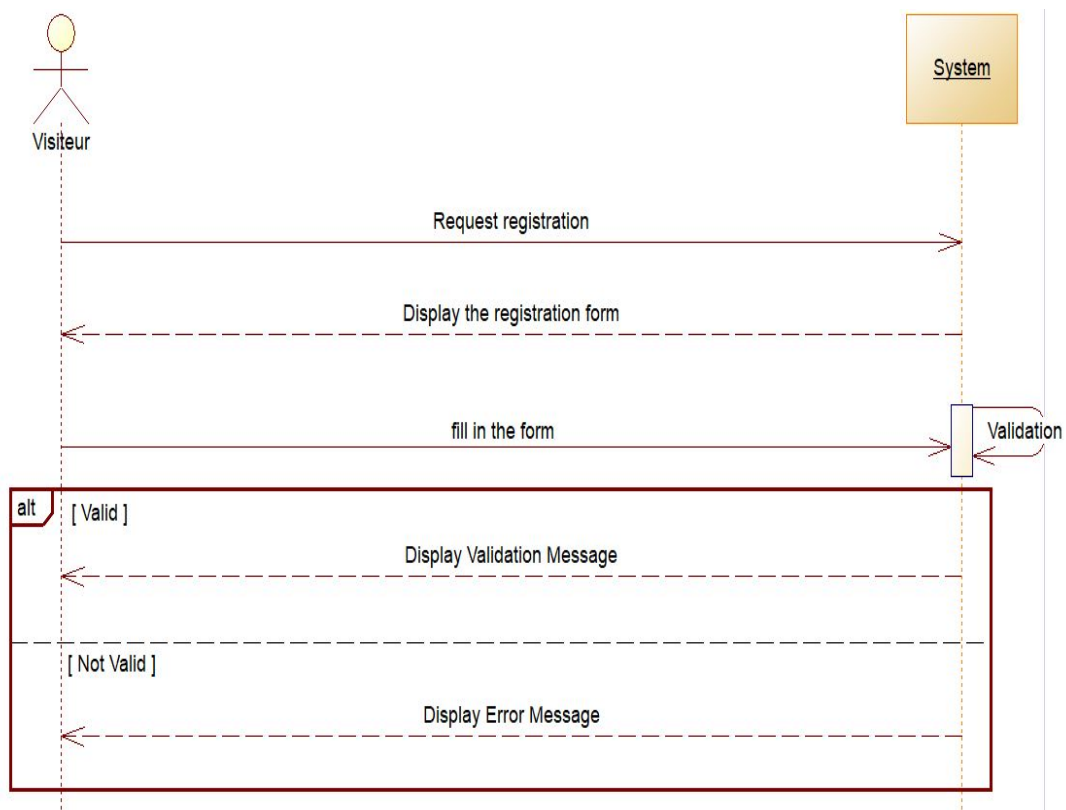 System
Visiteur
Request registration
Display the registration form
fill in the form
Validation
alt
[ Valid ]
Display Validation Message
[ Not Valid ]
Display Error Message